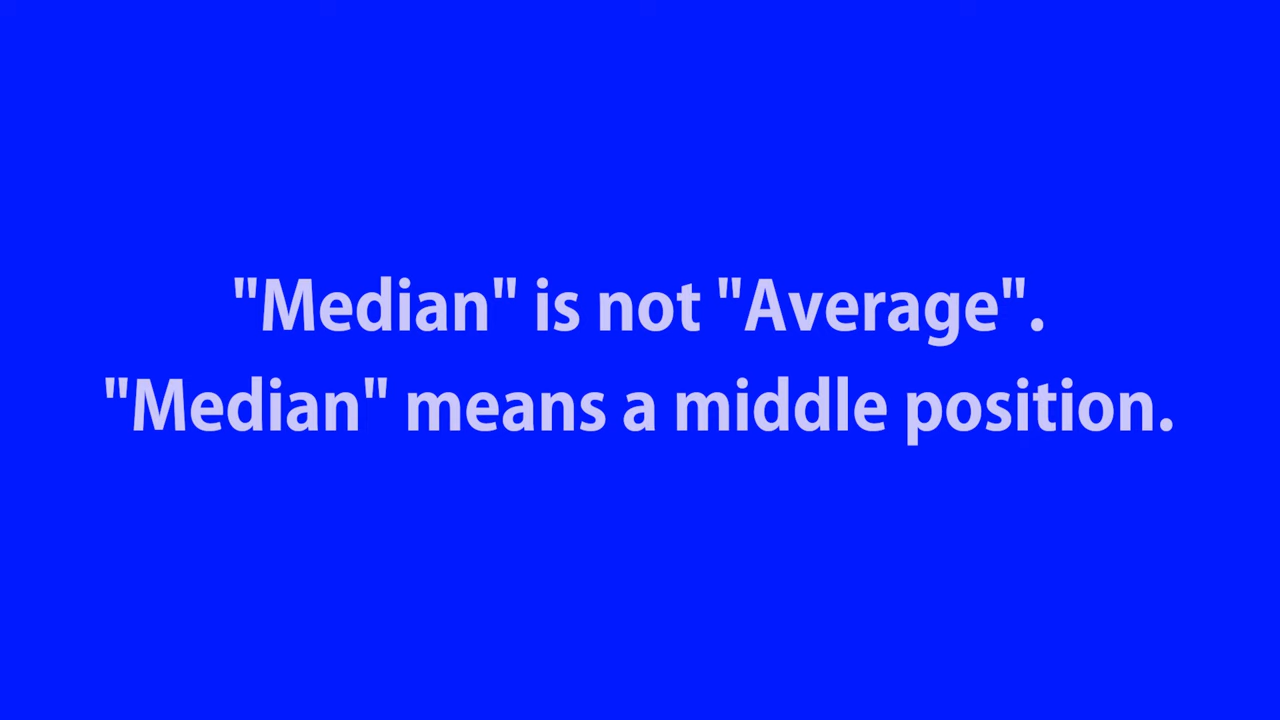 "Median" is not "Average".
"Median" means a middle position.